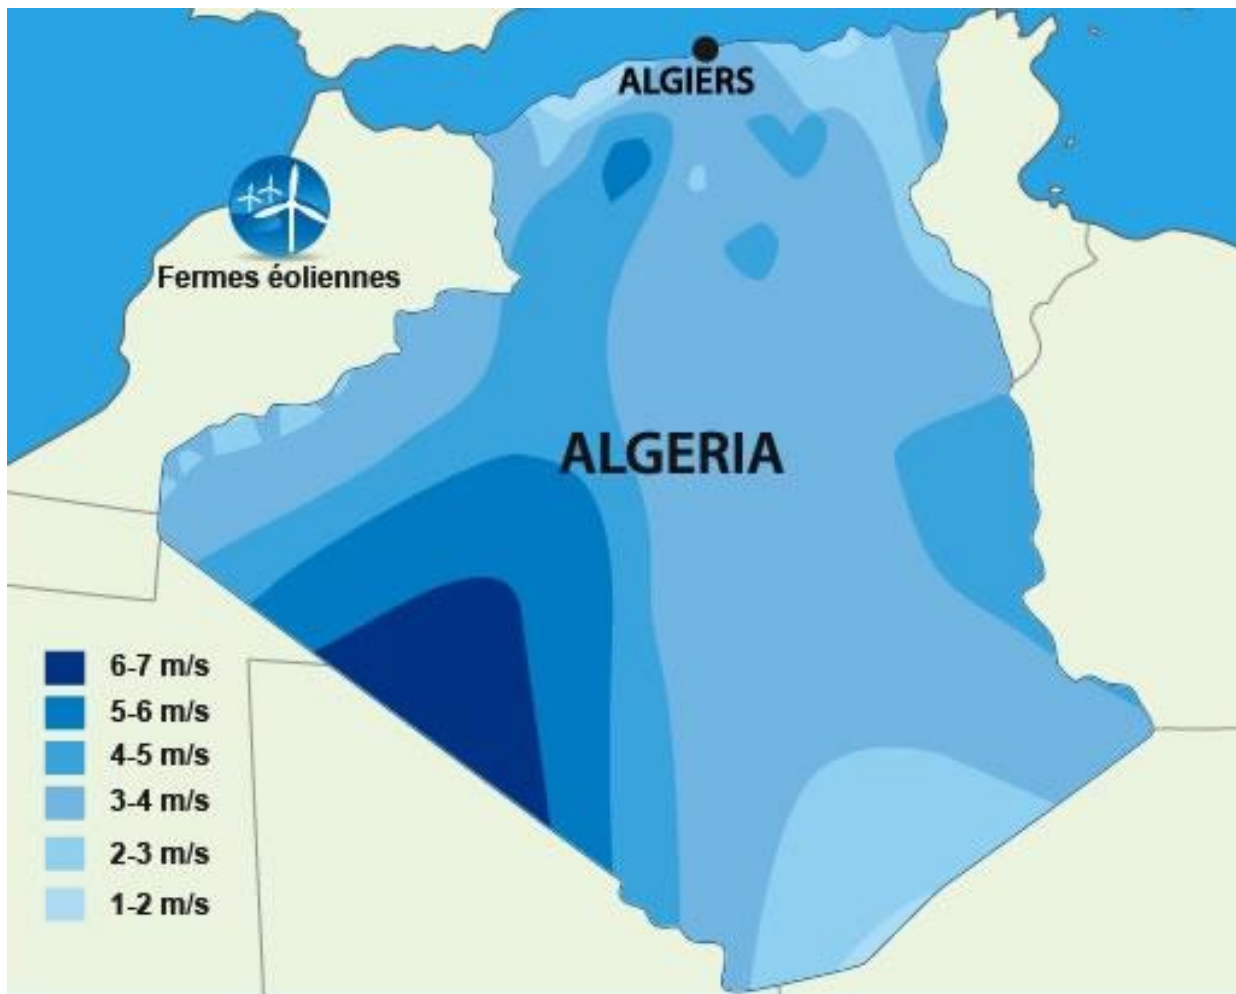 ALGIERS
Fermes éoliennes
ALGERIA
6-7 m/s
5-6 m/s
4-5 m/s
3-4 m/s
2-3 m/s
1-2 m/s